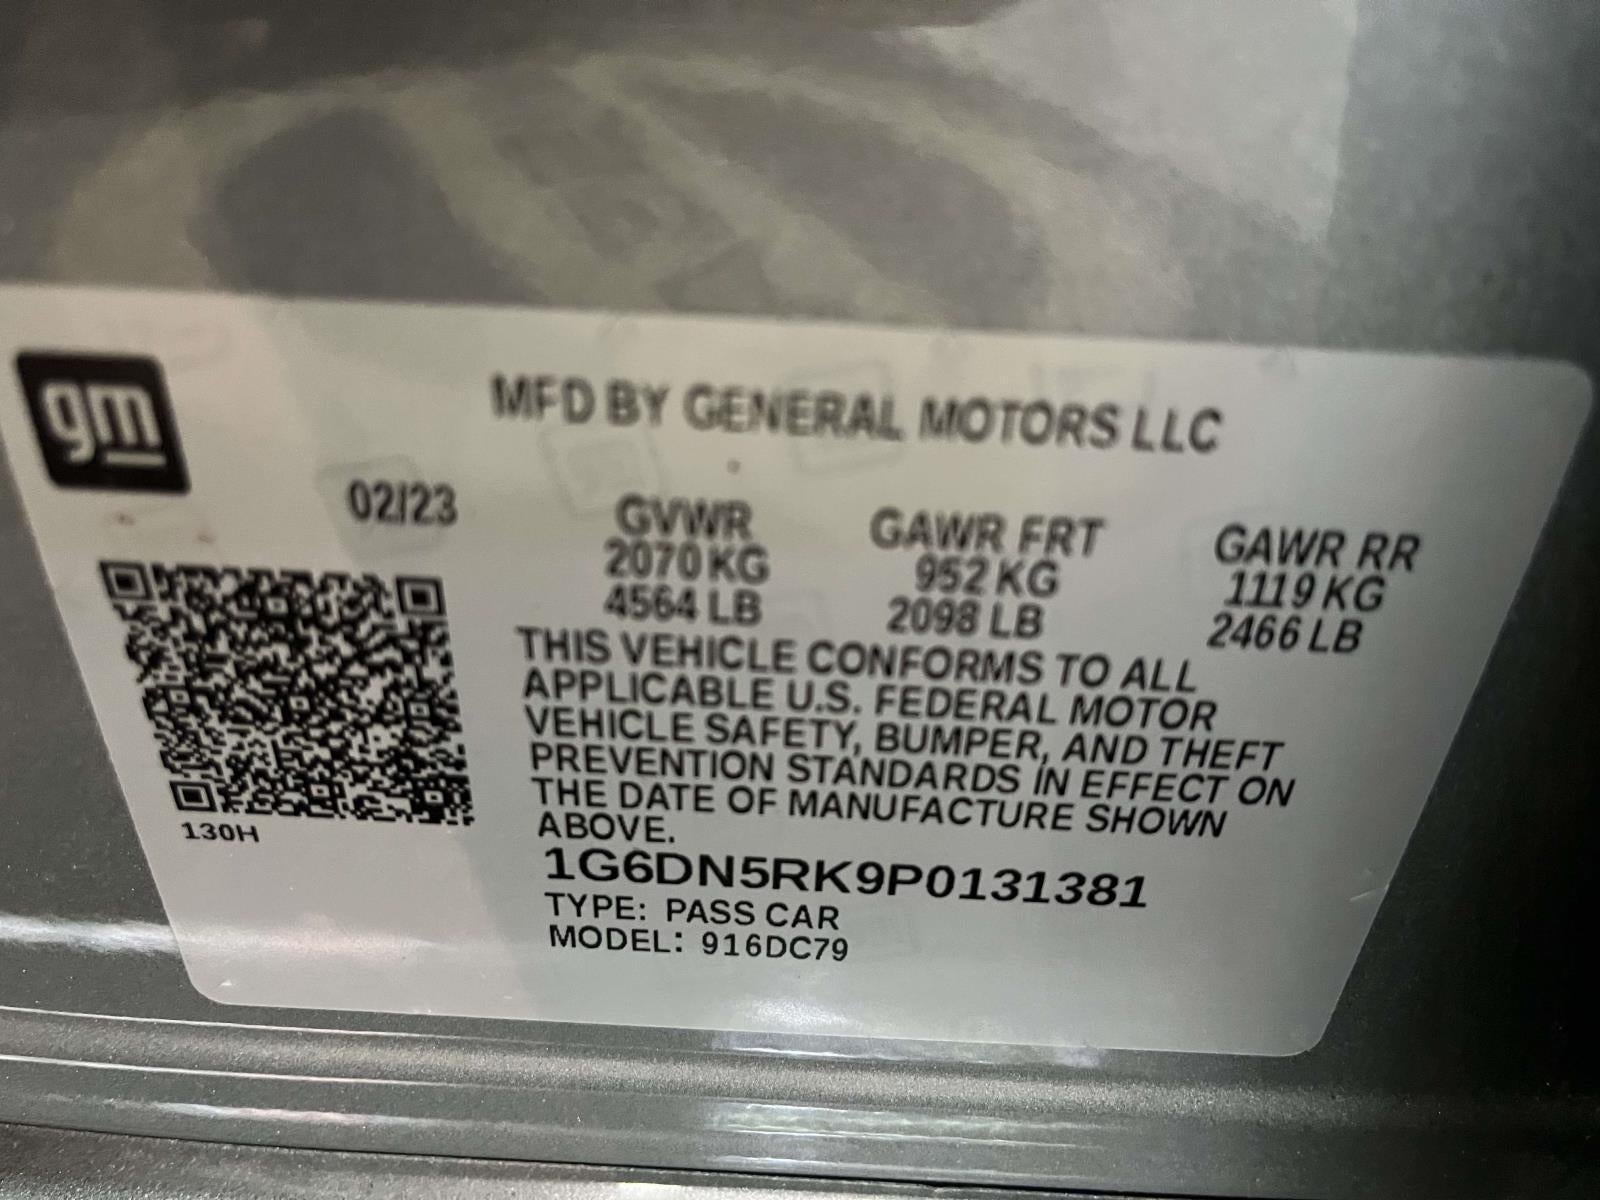 gm
MFD BY GENERAL MOTORS LLC
02/23
GVWR
2070 KG
4564 LB
GAWR FRT
952 KG
2098 LB
GAWR RR
1119 KG
2466 LB
THIS VEHICLE CONFORMS TO ALL
APPLICABLE U.S. FEDERAL MOTOR
VEHICLE SAFETY, BUMPER, AND THEFT
PREVENTION STANDARDS IN EFFECT ON
THE DATE OF MANUFACTURE SHOWN
ABOVE.
130H
1G6DN5RK9P0131381
TYPE: PASS CAR
MODEL: 916DC79